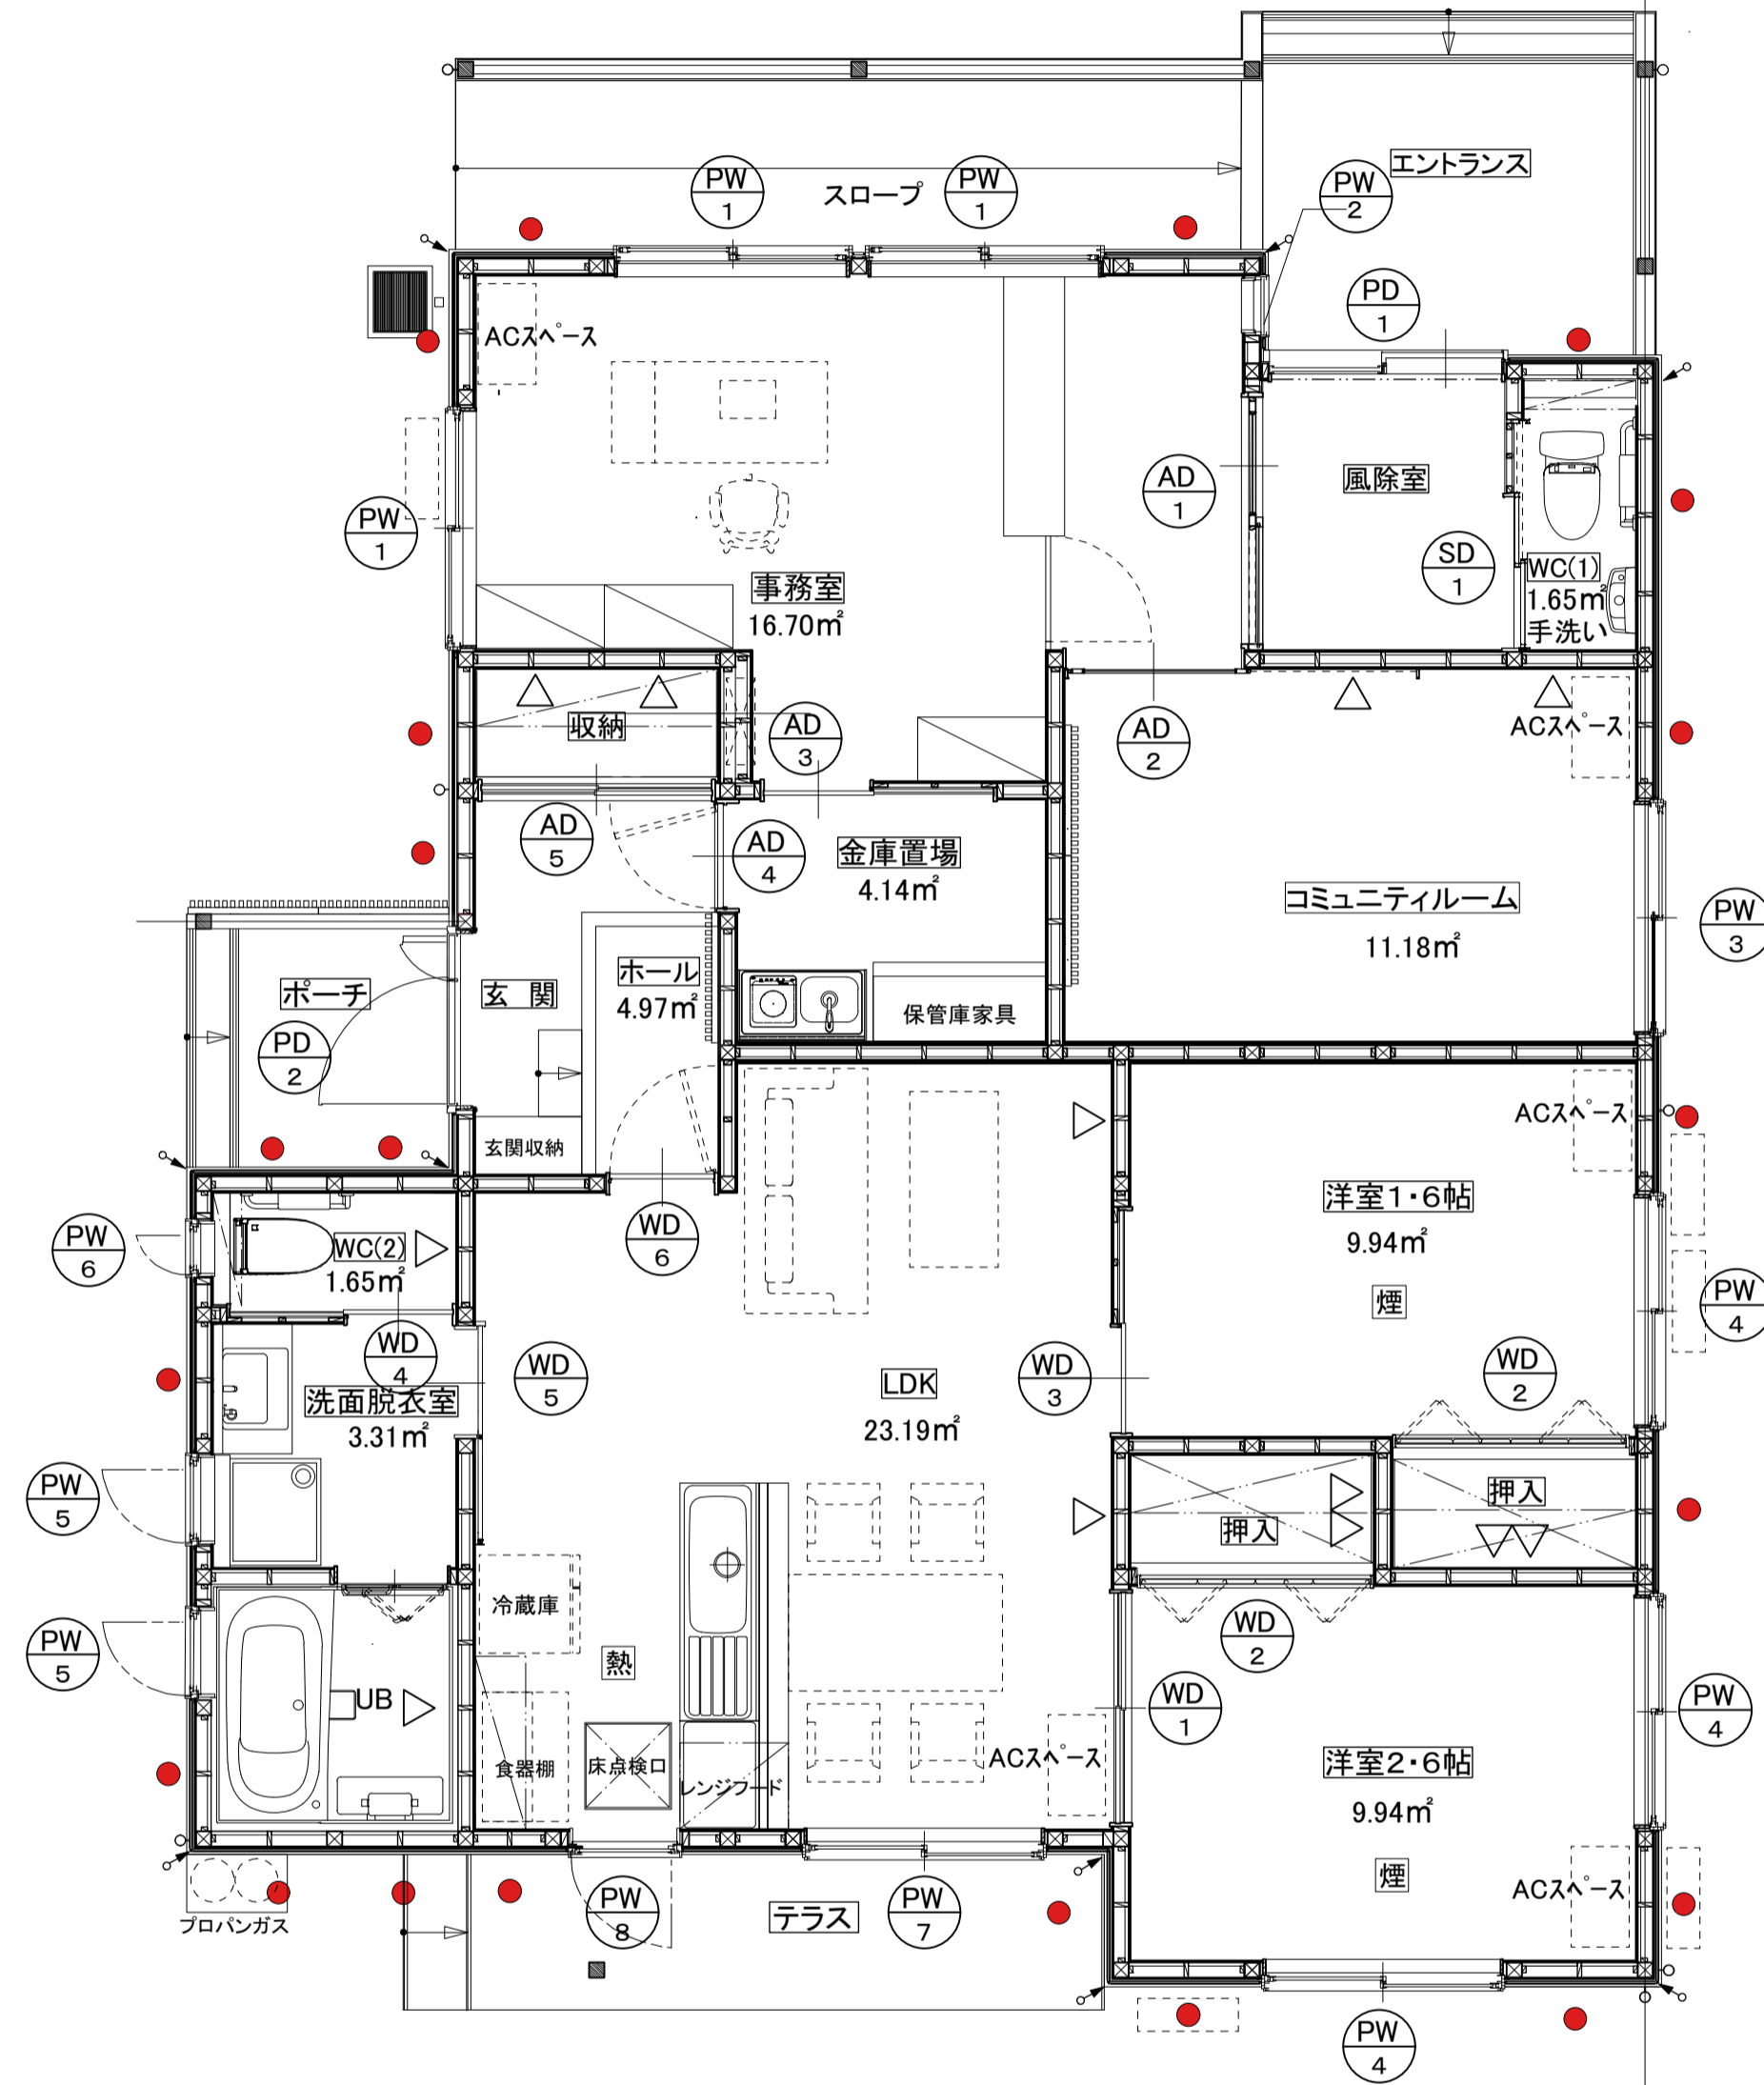 エントランス
PW
1
スロープ
PW
1
PW
2
PD
1
ACスペース
PW
1
AD
1
風除室
SD
1
WC(1)
1.65㎡
手洗い
事務室
16.70㎡
収納
AD
3
AD
2
ACスペース
AD
5
AD
4
金庫置場
4.14㎡
コミュニティルーム
11.18㎡
PW
3
ポーチ
PD
2
玄 関
ホール
4.97㎡
保管庫家具
玄関収納
ACスペース
WD
6
洋室1・6帖
9.94㎡
煙
PW
4
PW
6
WC(2)
1.65㎡
WD
4
WD
5
LDK
23.19㎡
WD
3
WD
2
洗面脱衣室
3.31㎡
PW
5
押入
押入
冷蔵庫
熱
WD
2
PW
5
UB
WD
1
PW
4
食器棚
床点検口
レンジフード
ACスペース
洋室2・6帖
9.94㎡
煙
ACスペース
プロパンガス
PW
8
テラス
PW
7
PW
4